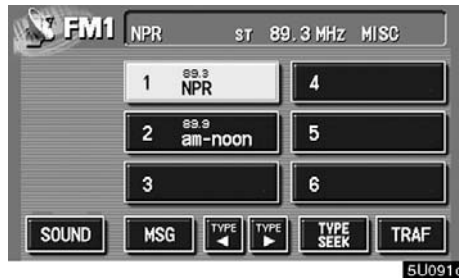 FM1 NPR ST 89.3 MHz MISC
1 89.3 NPR
4
2 89.9 am-noon
5
3
6
SOUND MSG TYPE ◄ TYPE ► TYPE SEEK TRAF
5U091c